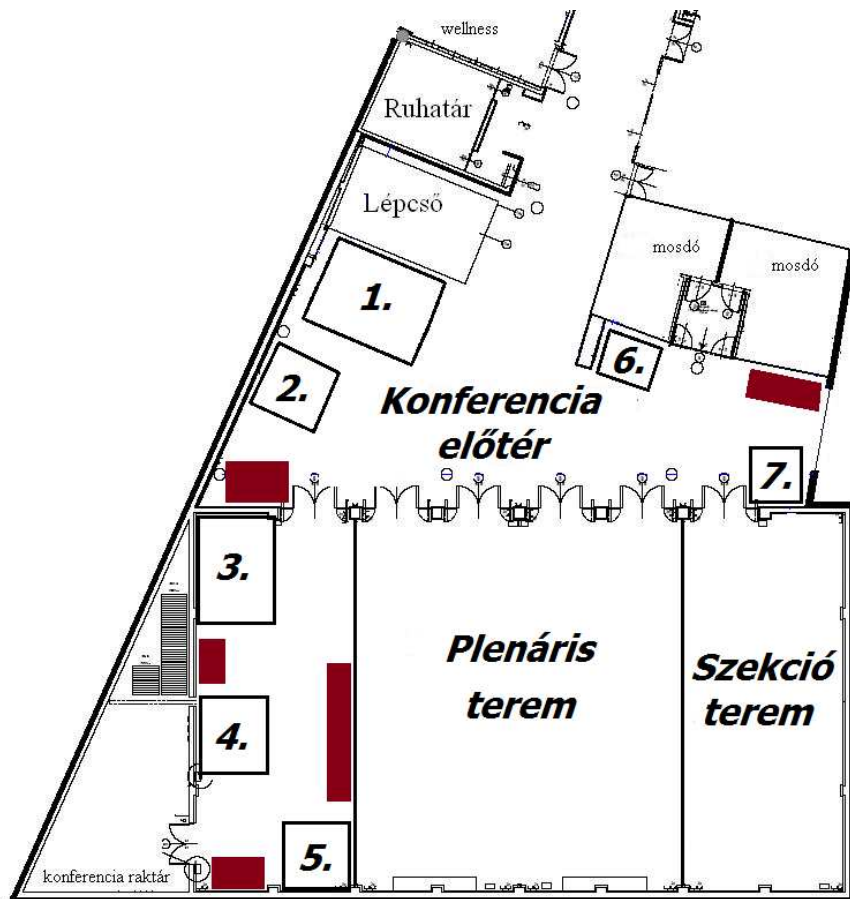 wellness
Ruhatár
Lépcső
mosdó
mosdó
1.
2.
6.
Konferencia
előtér
7.
3.
Plenáris
terem
Szekció
terem
4.
5.
konferencia raktár